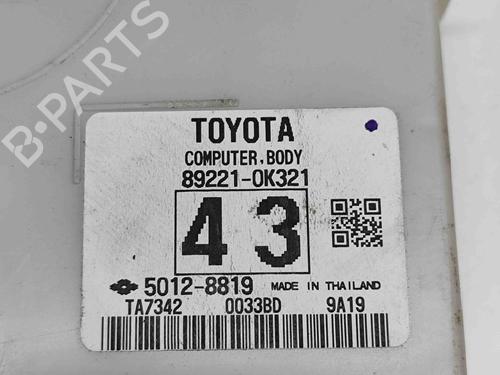 B-PARTS
TOYOTA
COMPUTER, BODY
89221-0K321
43
5012-8819 MADE IN THAILAND
TA7342 0033BD 9A19